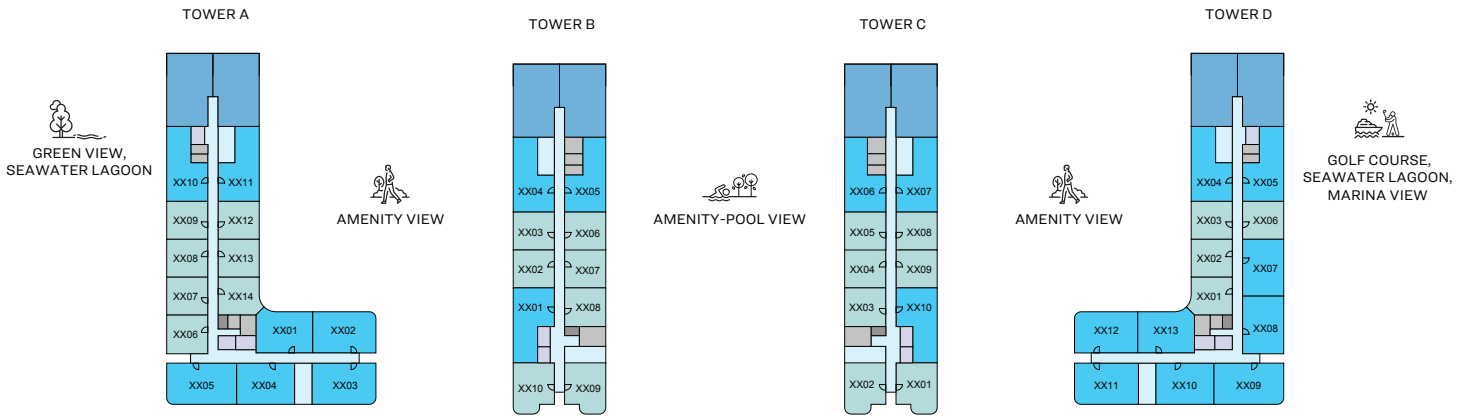 TOWER A
TOWER B
TOWER C
TOWER D
GREEN VIEW,
SEAWATER LAGOON
AMENITY VIEW
AMENITY-POOL VIEW
AMENITY VIEW
GOLF COURSE,
SEAWATER LAGOON,
MARINA VIEW
XX10 XX11
XX09 XX12
XX08 XX13
XX07 XX14
XX06 XX01 XX02
XX05 XX04 XX03
XX04 XX05
XX03 XX06
XX02 XX07
XX01 XX08
XX10 XX09
XX06 XX07
XX05 XX08
XX04 XX09
XX03 XX10
XX02 XX01
XX04 XX05
XX03 XX06
XX02 XX07
XX01
XX12 XX13 XX08
XX11 XX10 XX09